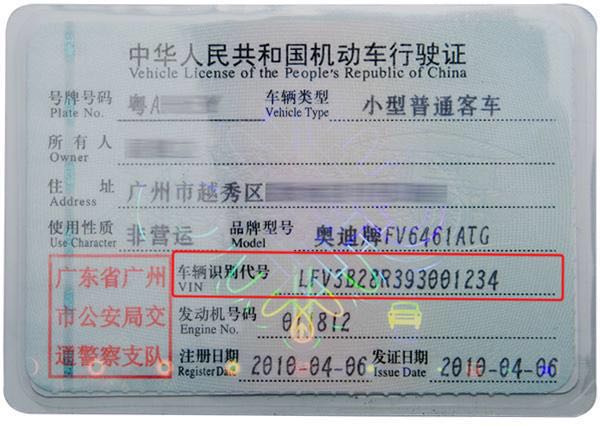 中华人民共和国机动车行驶证
Vehicle License of the People's Republic of China
号牌号码 粤A 车辆类型 小型普通客车
Plate No. Vehicle Type
所有人
Owner
住址 广州市越秀区
Address
使用性质 非营运 品牌型号 奥迪牌FV6461ATG
Use Character Model
广东省广州
市公安局交
通警察支队
车辆识别代号 LFV3B28R393001234
VIN
发动机号码 1812
Engine No.
注册日期 2010-04-06 发证日期 2010-04-06
Register Date Issue Date